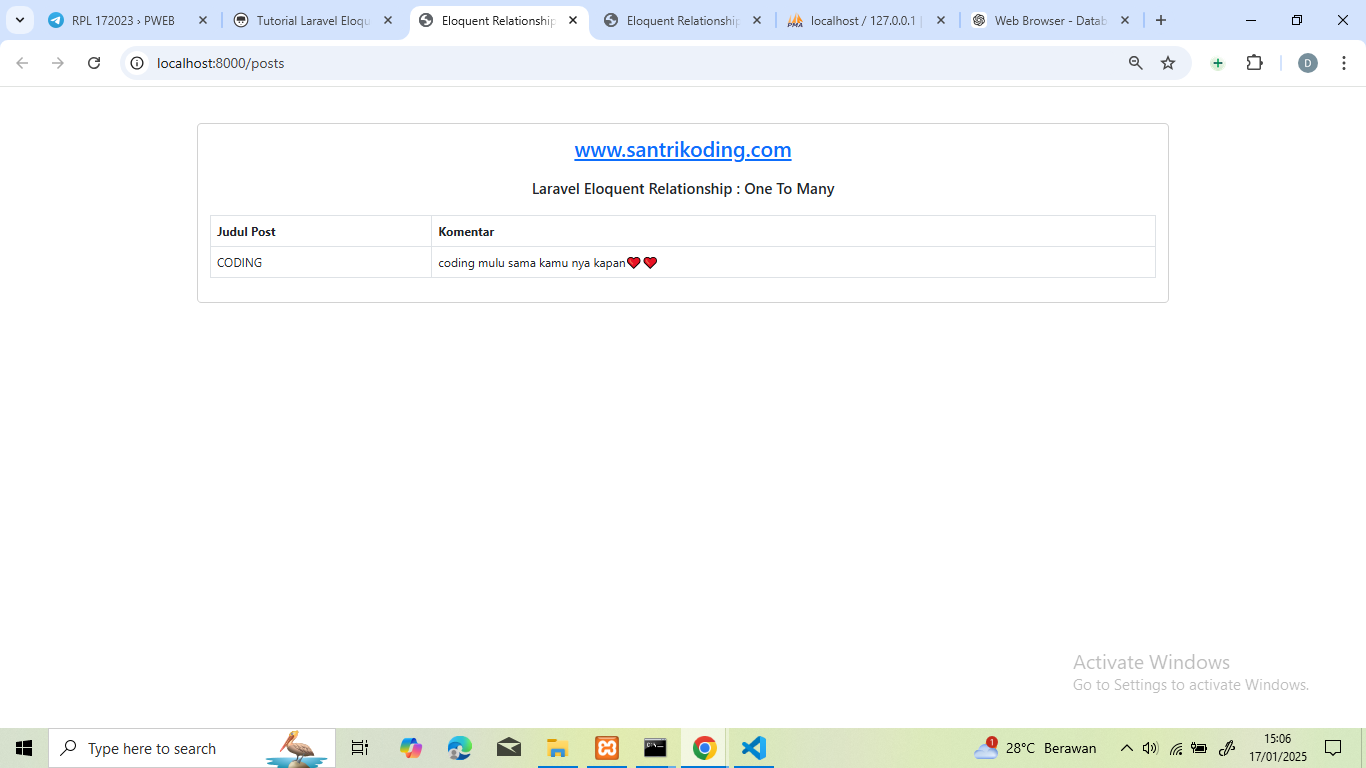 RPL 172023 › PWEB
Tutorial Laravel Eloqu
Eloquent Relationship
Eloquent Relationship
localhost / 127.0.0.1 |
Web Browser - Datab
localhost:8000/posts
D
www.santrikoding.com
Laravel Eloquent Relationship : One To Many
Judul Post Komentar
CODING coding mulu sama kamu nya kapan❤️❤️
Activate Windows
Go to Settings to activate Windows.
Type here to search
1
28°C Berawan
15:06
17/01/2025